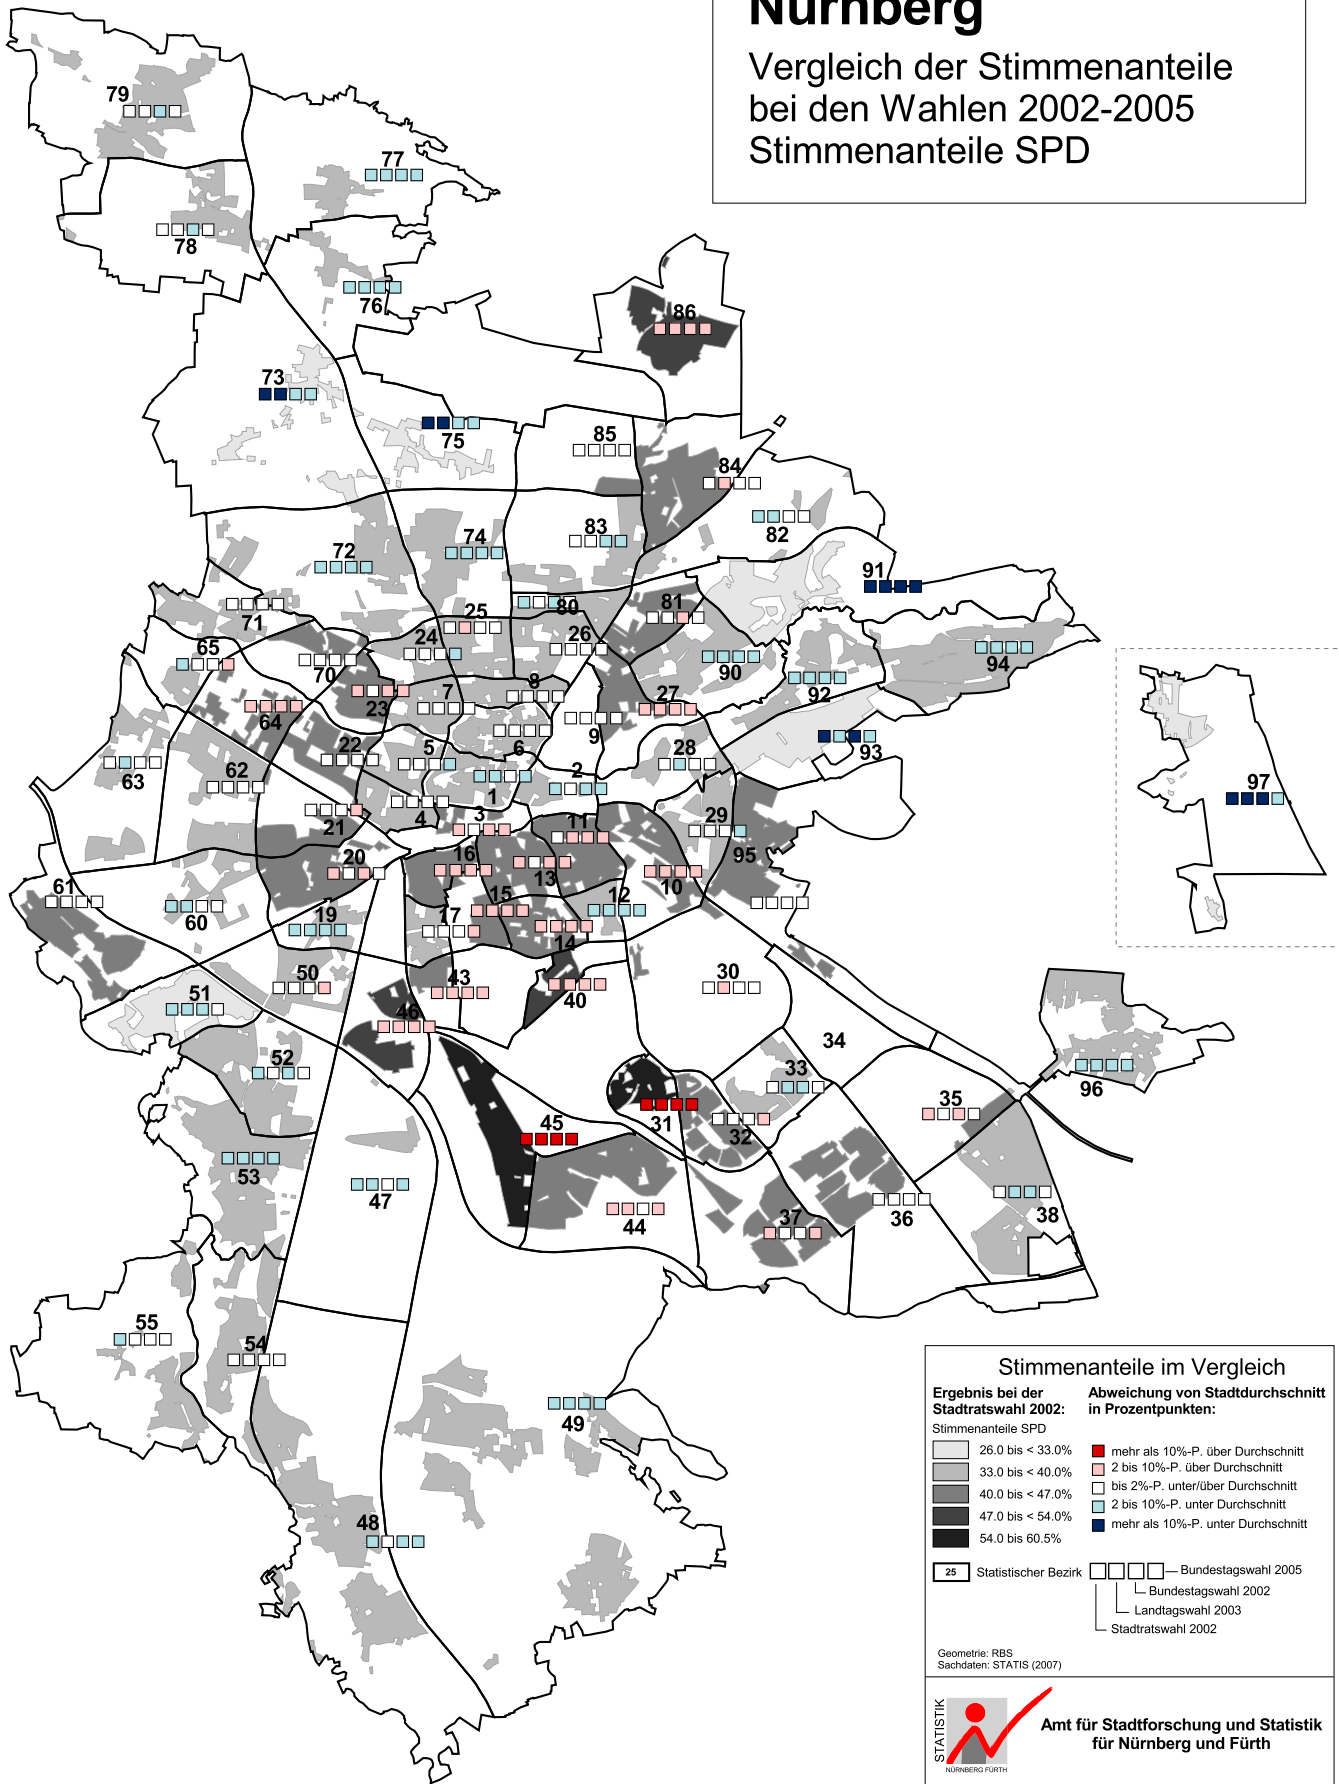 Nürnberg
Vergleich der Stimmenanteile
bei den Wahlen 2002-2005
Stimmenanteile SPD
79
77
78
76
86
73
75
85
84
82
72
74
83
91
71
25
80
81
65
24
26
94
70
90
92
7
8
27
64
23
9
93
22
5
6
28
63
62
2
97
1
21
4
3
11
29
95
20
16
13
10
61
15
12
60
19
17
14
50
43
30
51
46
40
34
52
33
96
35
31
45
32
53
47
38
37
36
44
55
54
49
48
Stimmenanteile im Vergleich
Ergebnis bei der
Stadtratswahl 2002:
Stimmenanteile SPD
26.0 bis < 33.0%
33.0 bis < 40.0%
40.0 bis < 47.0%
47.0 bis < 54.0%
54.0 bis 60.5%
Abweichung von Stadtdurchschnitt
in Prozentpunkten:
mehr als 10%-P. über Durchschnitt
2 bis 10%-P. über Durchschnitt
bis 2%-P. unter/über Durchschnitt
2 bis 10%-P. unter Durchschnitt
mehr als 10%-P. unter Durchschnitt
25 Statistischer Bezirk
Bundestagswahl 2005
Bundestagswahl 2002
Landtagswahl 2003
Stadtratswahl 2002
Geometrie: RBS
Sachdaten: STATIS (2007)
STATISTIK
NÜRNBERG FÜRTH
Amt für Stadtforschung und Statistik
für Nürnberg und Fürth